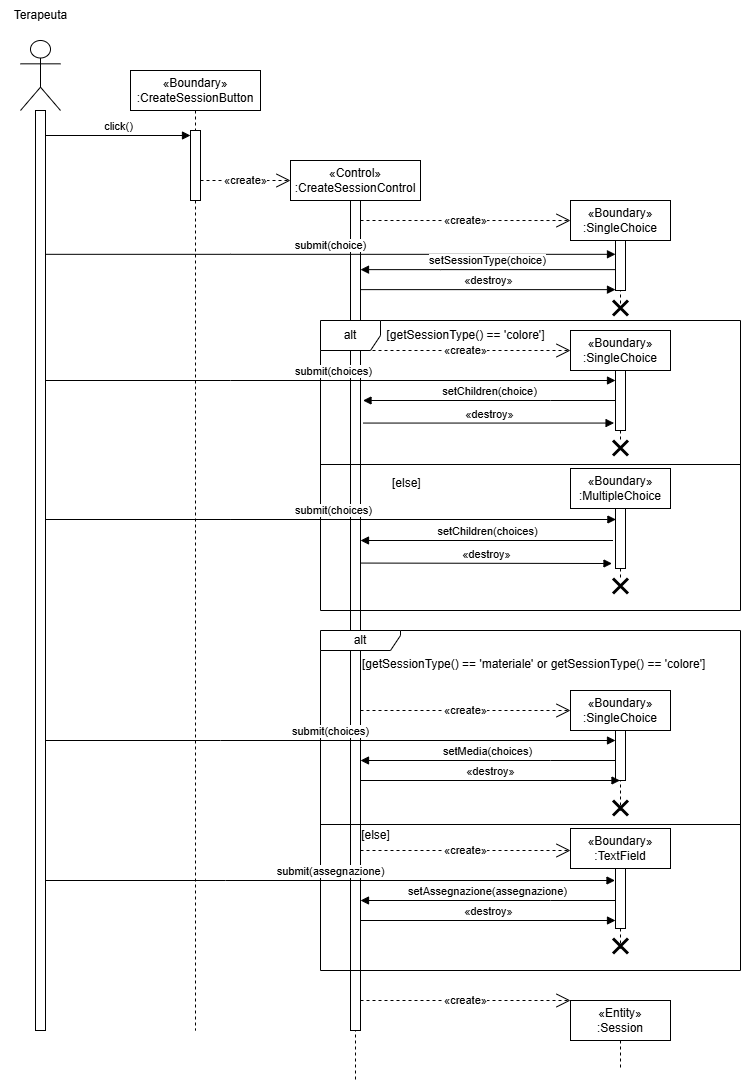 Terapeuta
«Boundary»
:CreateSessionButton
click()
«create»
«Control»
:CreateSessionControl
«create»
«Boundary»
:SingleChoice
submit(choice)
setSessionType(choice)
«destroy»
alt
[getSessionType() == 'colore']
«create»
«Boundary»
:SingleChoice
submit(choices)
setChildren(choice)
«destroy»
[else]
«Boundary»
:MultipleChoice
submit(choices)
setChildren(choices)
«destroy»
alt
[getSessionType() == 'materiale' or getSessionType() == 'colore']
«create»
«Boundary»
:SingleChoice
submit(choices)
setMedia(choices)
«destroy»
[else]
«create»
«Boundary»
:TextField
submit(assegnazione)
setAssegnazione(assegnazione)
«destroy»
«create»
«Entity»
:Session